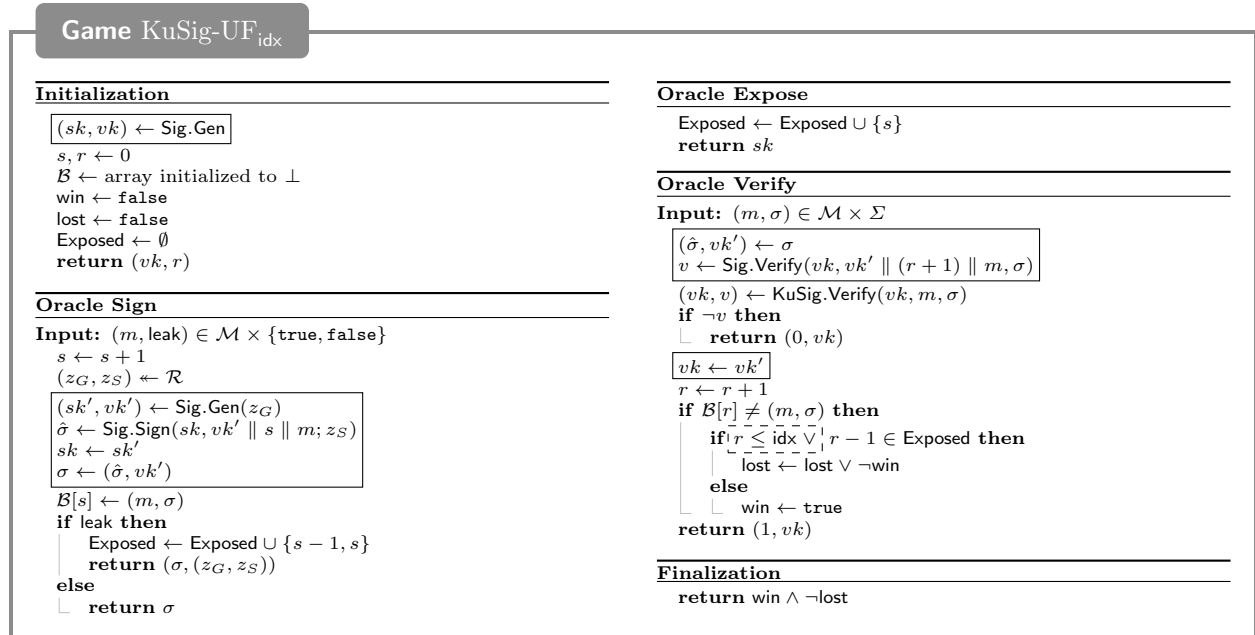 Game KuSig-UF_idx
Initialization
(sk, vk) ← Sig.Gen
s, r ← 0
ℬ ← array initialized to ⊥
win ← false
lost ← false
Exposed ← ∅
return (vk, r)
Oracle Sign
Input: (m, leak) ∈ ℳ × {true, false}
s ← s + 1
(z_G, z_S) ↞ ℛ
(sk′, vk′) ← Sig.Gen(z_G)
σ̂ ← Sig.Sign(sk, vk′ ∥ s ∥ m; z_S)
sk ← sk′
σ ← (σ̂, vk′)
ℬ[s] ← (m, σ)
if leak then
Exposed ← Exposed ∪ {s − 1, s}
return (σ, (z_G, z_S))
else
return σ
Oracle Expose
Exposed ← Exposed ∪ {s}
return sk
Oracle Verify
Input: (m, σ) ∈ ℳ × Σ
(σ̂, vk′) ← σ
v ← Sig.Verify(vk, vk′ ∥ (r + 1) ∥ m, σ)
(vk, v) ← KuSig.Verify(vk, m, σ)
if ¬v then
return (0, vk)
vk ← vk′
r ← r + 1
if ℬ[r] ≠ (m, σ) then
if r ≤ idx ∨ r − 1 ∈ Exposed then
lost ← lost ∨ ¬win
else
win ← true
return (1, vk)
Finalization
return win ∧ ¬lost